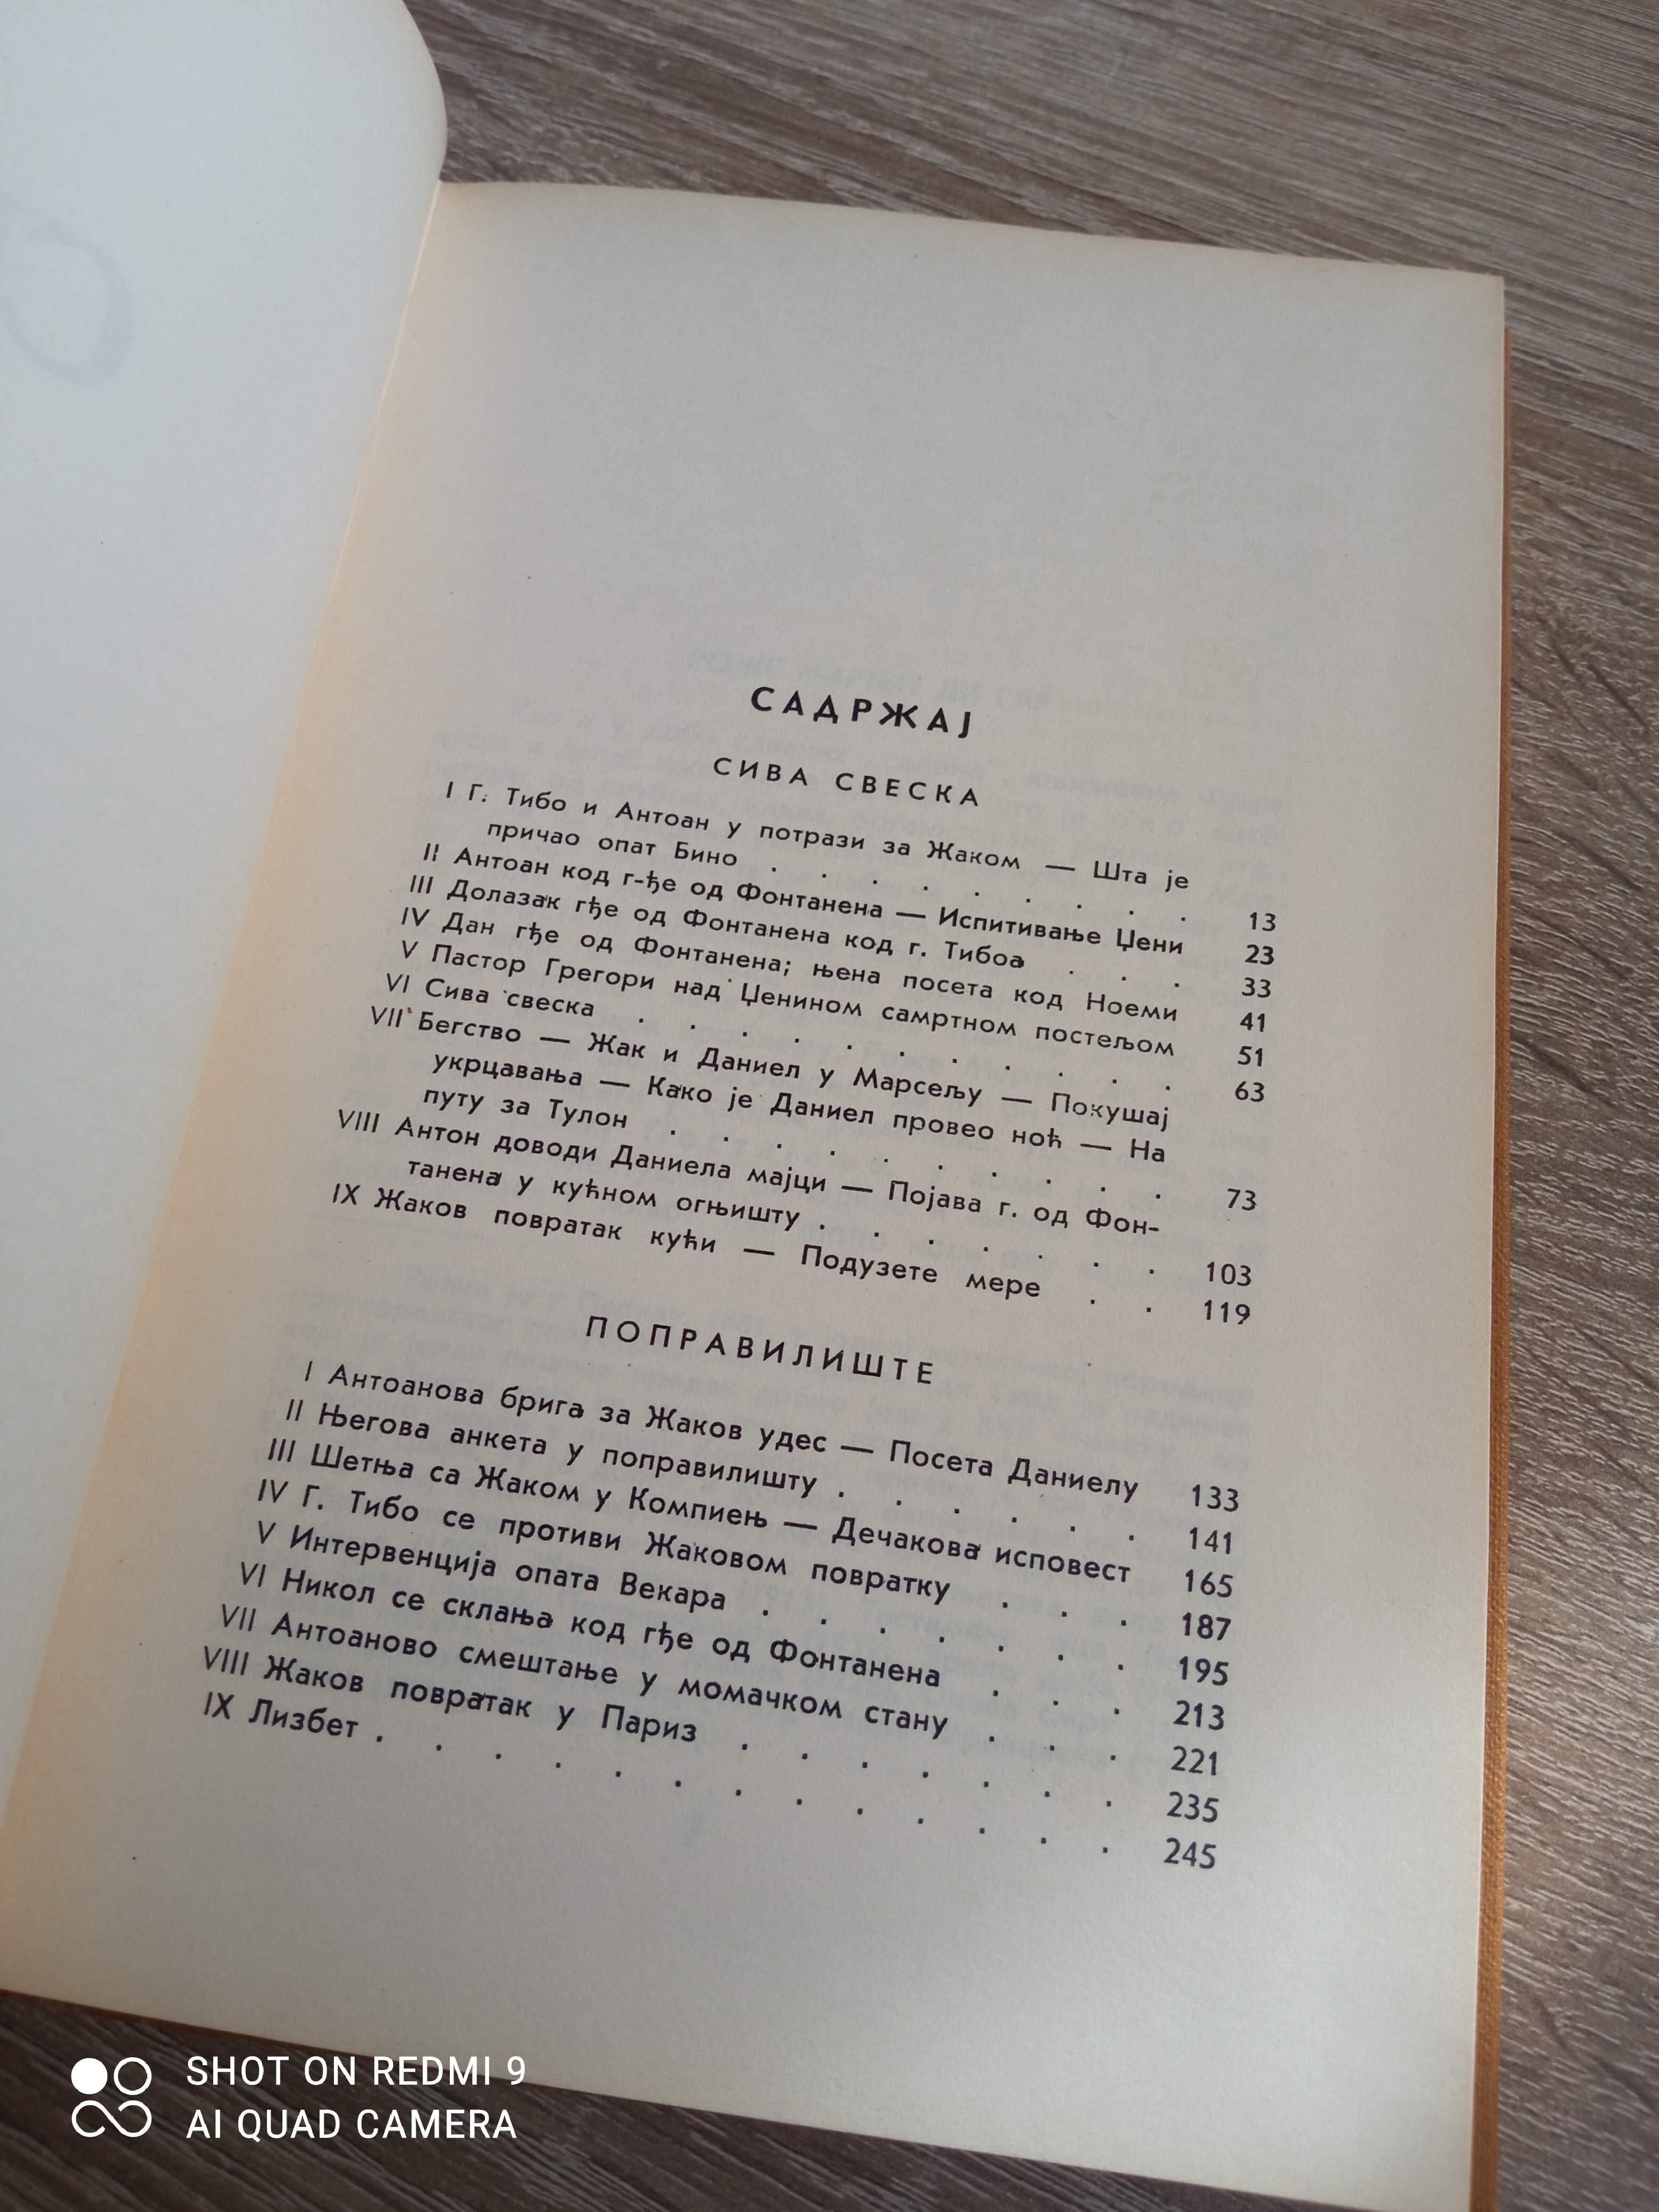 САДРЖАЈ
СИВА СВЕСКА
I Г. Тибо и Антоан у потрази за Жаком — Шта је
причао опат Бино . . . . . . . . . 13
II Антоан код г-ђе од Фонтанена — Испитивање Џени 23
III Долазак гђе од Фонтанена код г. Тибоа . . . 33
IV Дан гђе од Фонтанена; њена посета код Ноеми 41
V Пастор Грегори над Џенином самртном постељом 51
VI Сива свеска . . . . . . . . . . . 63
VII Бегство — Жак и Даниел у Марсељу — Покушај
укрцавања — Како је Даниел провео ноћ — На
путу за Тулон . . . . . . . . . . 73
VIII Антон доводи Даниела мајци — Појава г. од Фон-
танена у кућном огњишту . . . . . . . 103
IX Жаков повратак кући — Подузете мере . . 119
ПОПРАВИЛИШТЕ
I Антоанова брига за Жаков удес — Посета Даниелу 133
II Његова анкета у поправилишту . . . . . . 141
III Шетња са Жаком у Компиењ — Дечакова исповест 165
IV Г. Тибо се противи Жаковом повратку . . . 187
V Интервенција опата Векара . . . . . . . 195
VI Никол се склања код гђе од Фонтанена . . . 213
VII Антоаново смештање у момачком стану . . . 221
VIII Жаков повратак у Париз . . . . . . . 235
IX Лизбет . . . . . . . . . . . . . 245
SHOT ON REDMI 9
AI QUAD CAMERA